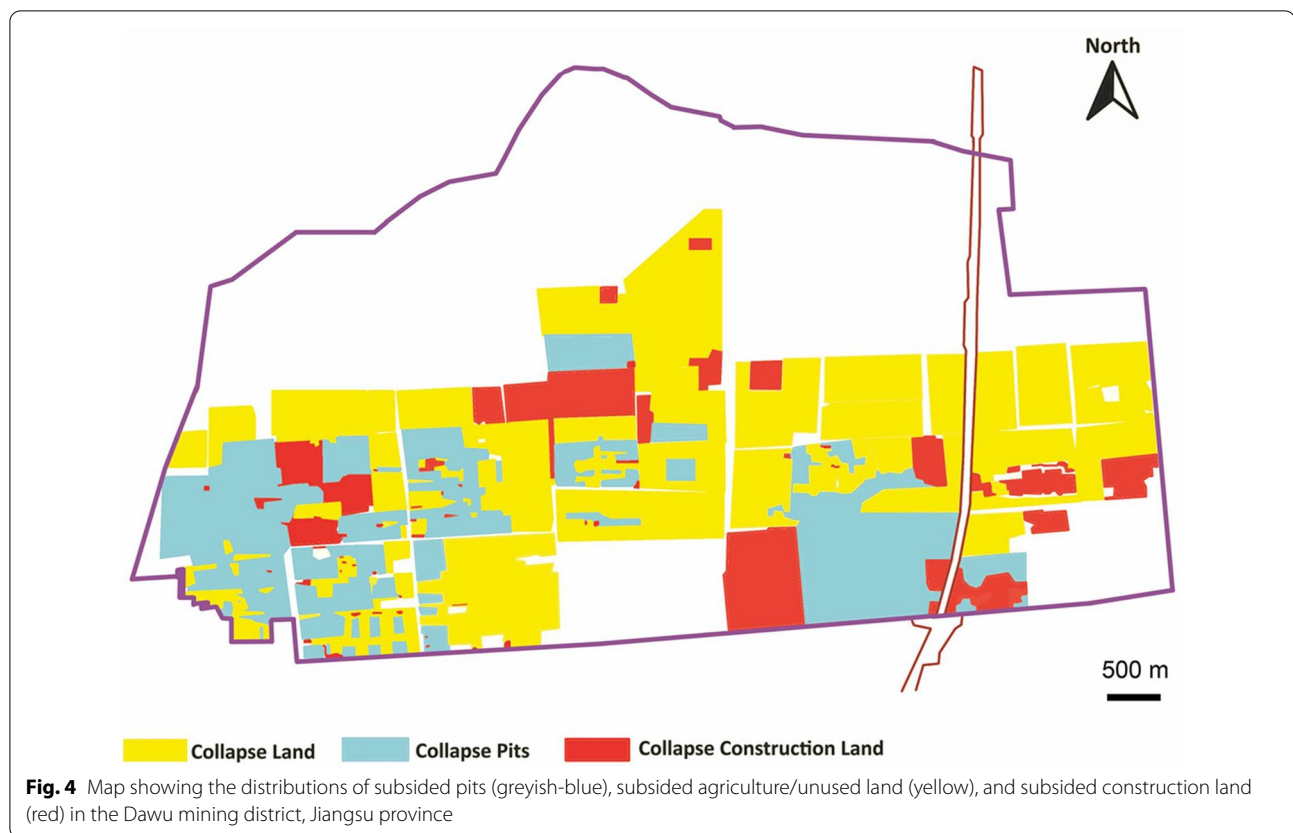 North
500 m
Collapse Land
Collapse Pits
Collapse Construction Land
Fig. 4 Map showing the distributions of subsided pits (greyish-blue), subsided agriculture/unused land (yellow), and subsided construction land
(red) in the Dawu mining district, Jiangsu province